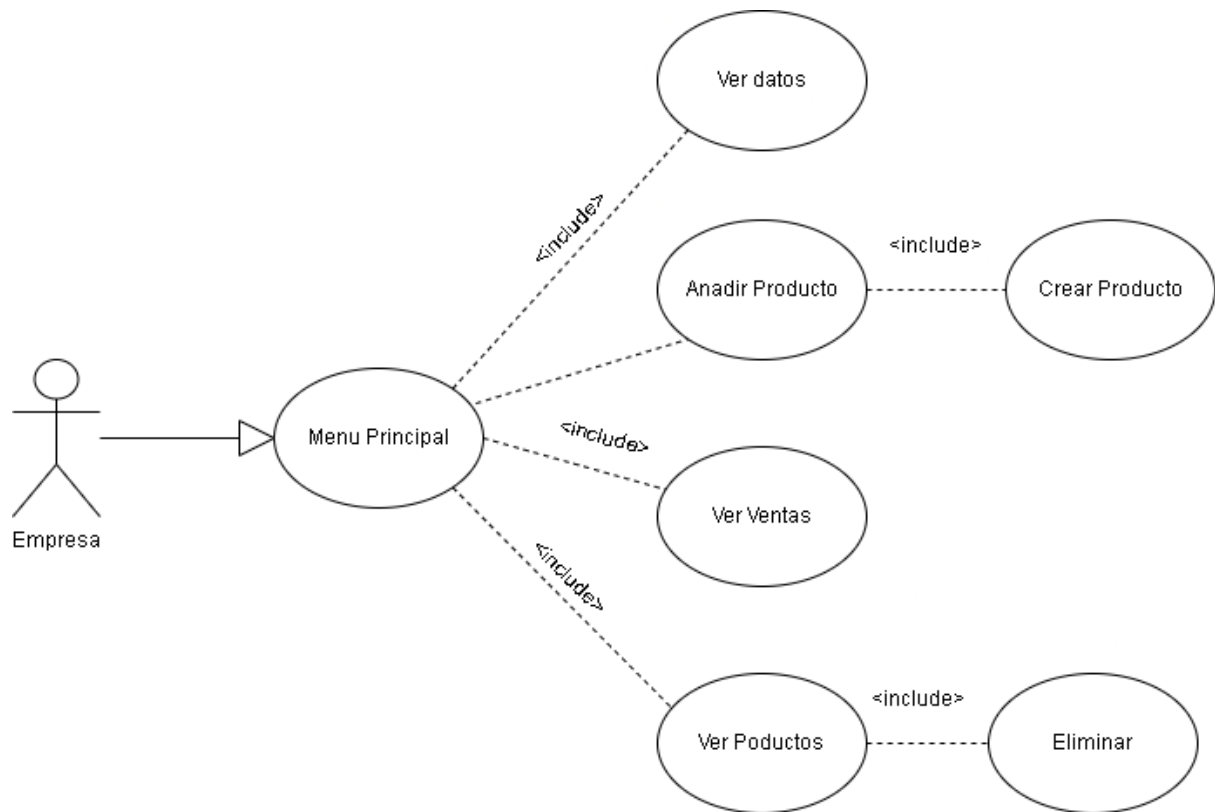 Ver datos
<include>
Anadir Producto
<include>
Crear Producto
Menu Principal
<include>
Ver Ventas
Empresa
<include>
Ver Poductos
<include>
Eliminar